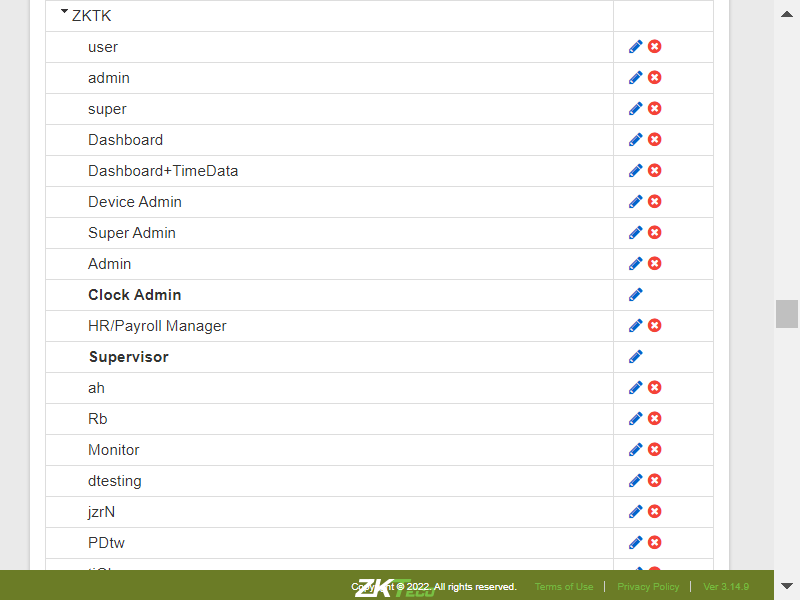 ZKTK
user
admin
super
Dashboard
Dashboard+TimeData
Device Admin
Super Admin
Admin
Clock Admin
HR/Payroll Manager
Supervisor
ah
Rb
Monitor
dtesting
jzrN
PDtw
ZKTECO
Copyright © 2022. All rights reserved. Terms of Use | Privacy Policy | Ver 3.14.9